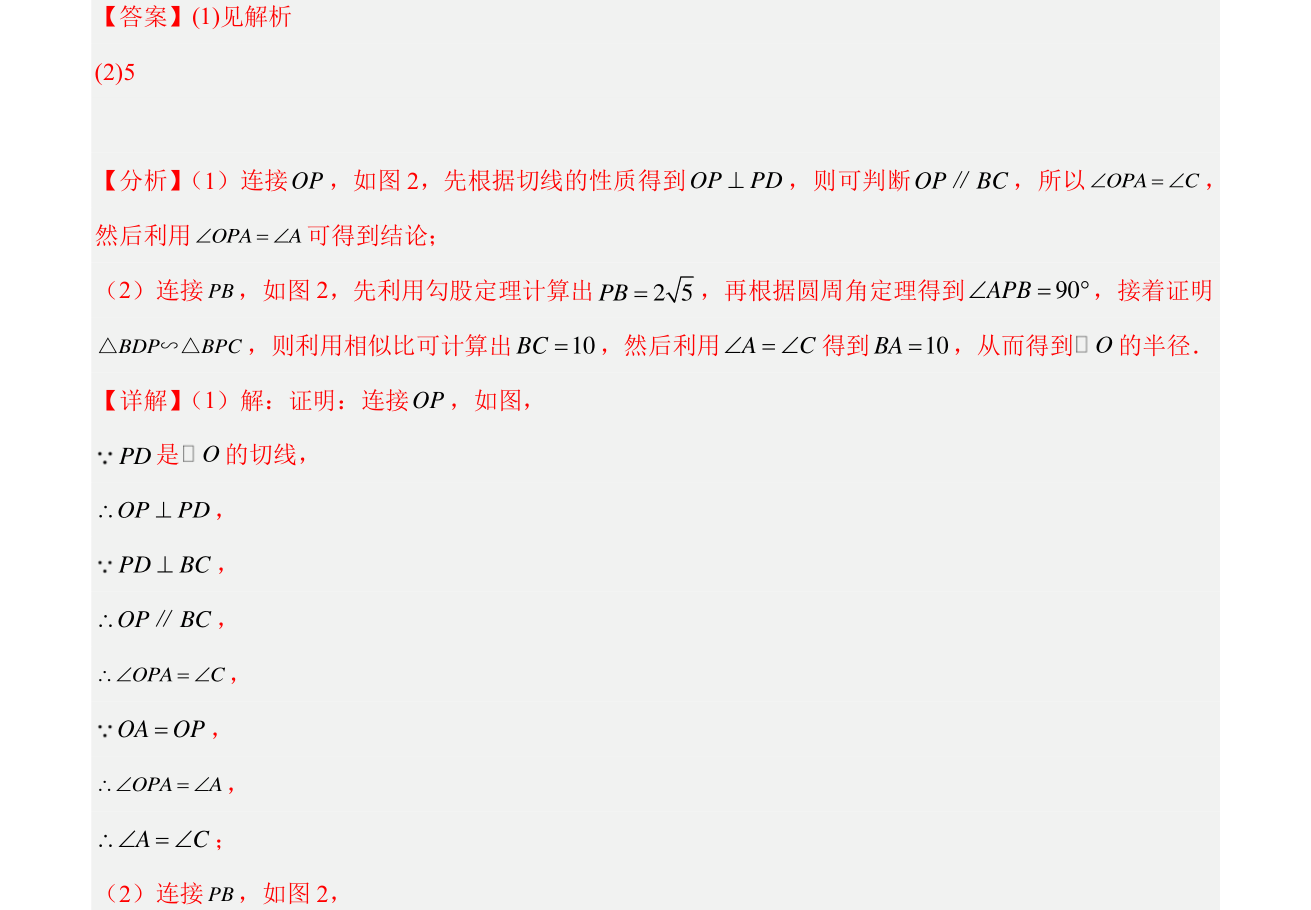 【答案】(1)见解析
(2)5
【分析】（1）连接OP，如图 2，先根据切线的性质得到OP⊥PD，则可判断OP∥BC，所以∠OPA=∠C，
然后利用∠OPA=∠A可得到结论；
（2）连接PB，如图 2，先利用勾股定理计算出PB=2√5，再根据圆周角定理得到∠APB=90°，接着证明
△BDP∽△BPC，则利用相似比可计算出BC=10，然后利用∠A=∠C得到BA=10，从而得到□O的半径．
【详解】（1）解：证明：连接OP，如图，
∵PD是□O的切线，
∴OP⊥PD，
∵PD⊥BC，
∴OP∥BC，
∴∠OPA=∠C，
∵OA=OP，
∴∠OPA=∠A，
∴∠A=∠C；
（2）连接PB，如图 2，